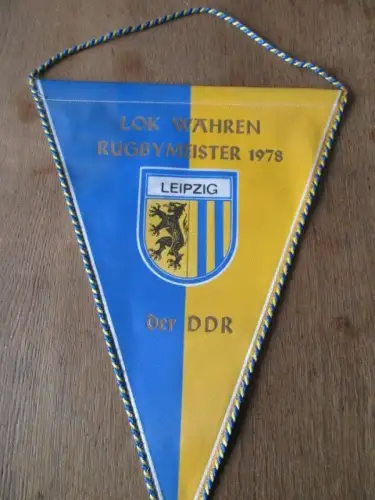 LOK WAHREN
RUGBYMEISTER 1978
LEIPZIG
der DDR